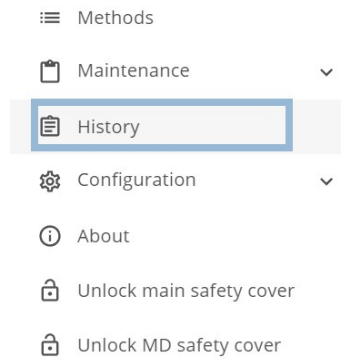 Methods
Maintenance
History
Configuration
About
Unlock main safety cover
Unlock MD safety cover